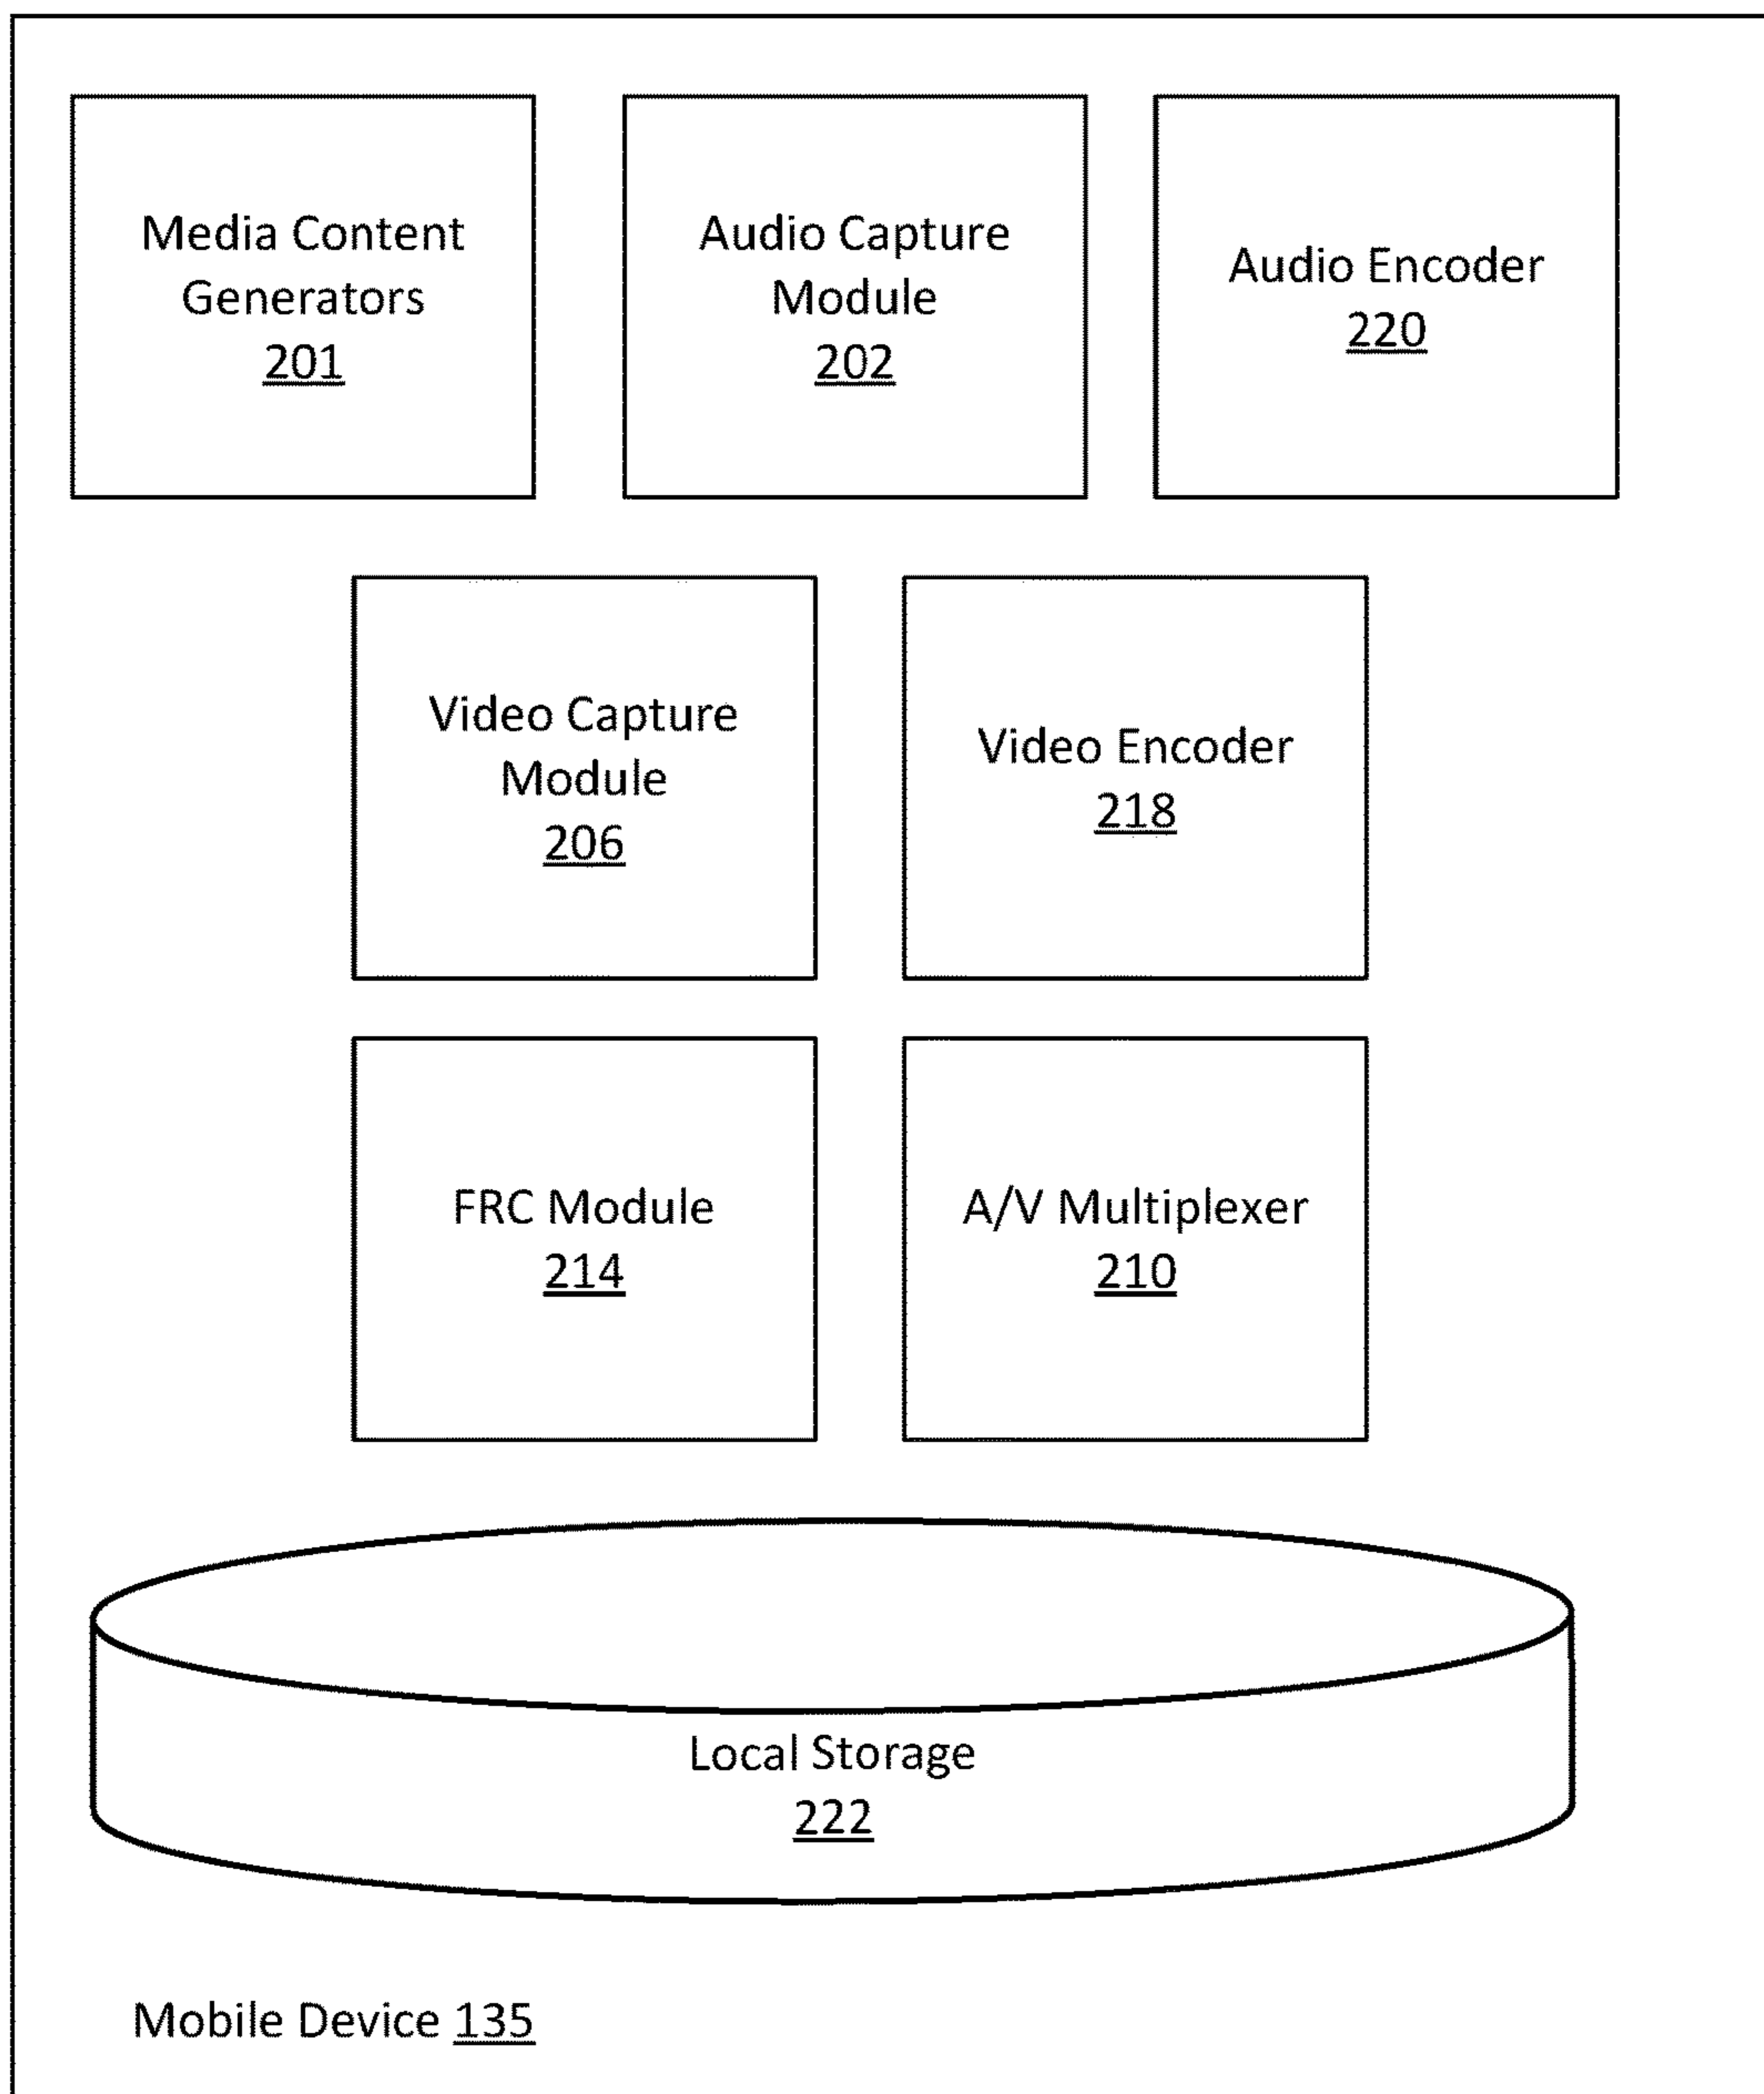 Media Content
Generators
201
Audio Capture
Module
202
Audio Encoder
220
Video Capture
Module
206
Video Encoder
218
FRC Module
214
A/V Multiplexer
210
Local Storage
222
Mobile Device 135